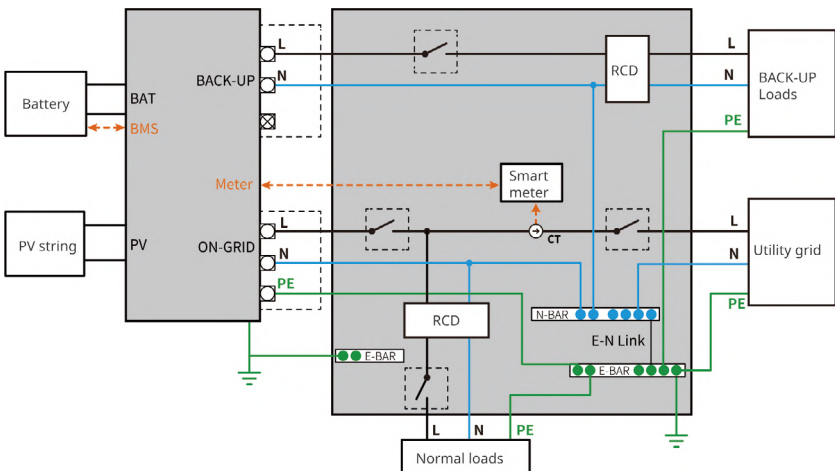 L
N
BACK-UP
RCD
L
N
PE
BACK-UP
Loads
Battery
BAT
BMS
Meter
Smart
meter
CT
PV string
PV
ON-GRID
L
N
PE
L
N
PE
Utility grid
N-BAR
E-N Link
RCD
E-BAR
E-BAR
L
N
PE
Normal loads